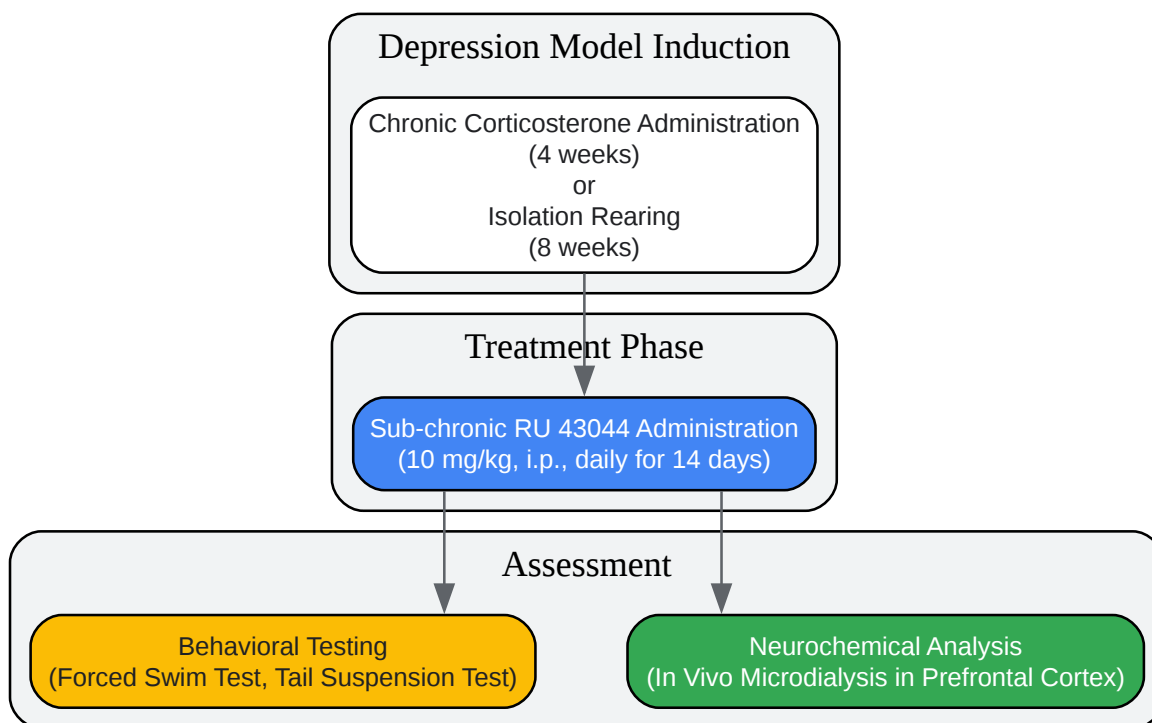 Depression Model Induction
Chronic Corticosterone Administration
(4 weeks)
or
Isolation Rearing
(8 weeks)
Treatment Phase
Sub-chronic RU 43044 Administration
(10 mg/kg, i.p., daily for 14 days)
Assessment
Behavioral Testing
(Forced Swim Test, Tail Suspension Test)
Neurochemical Analysis
(In Vivo Microdialysis in Prefrontal Cortex)